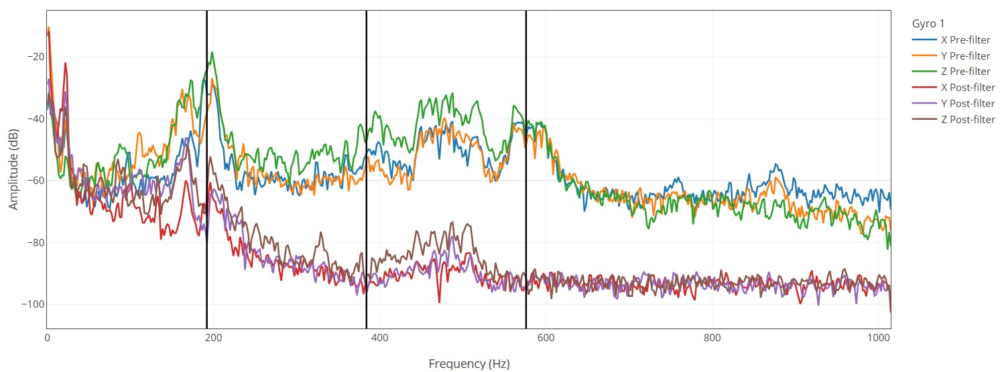 Gyro 1
X Pre-filter
Y Pre-filter
Z Pre-filter
X Post-filter
Y Post-filter
Z Post-filter
Amplitude (dB)
−20
−40
−60
−80
−100
0 200 400 600 800 1000
Frequency (Hz)